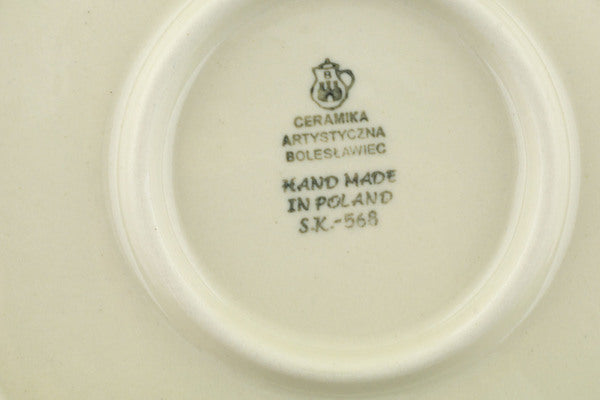 B
CERAMIKA
ARTYSTYCZNA
BOLESŁAWIEC
HAND MADE
IN POLAND
S.K.-568